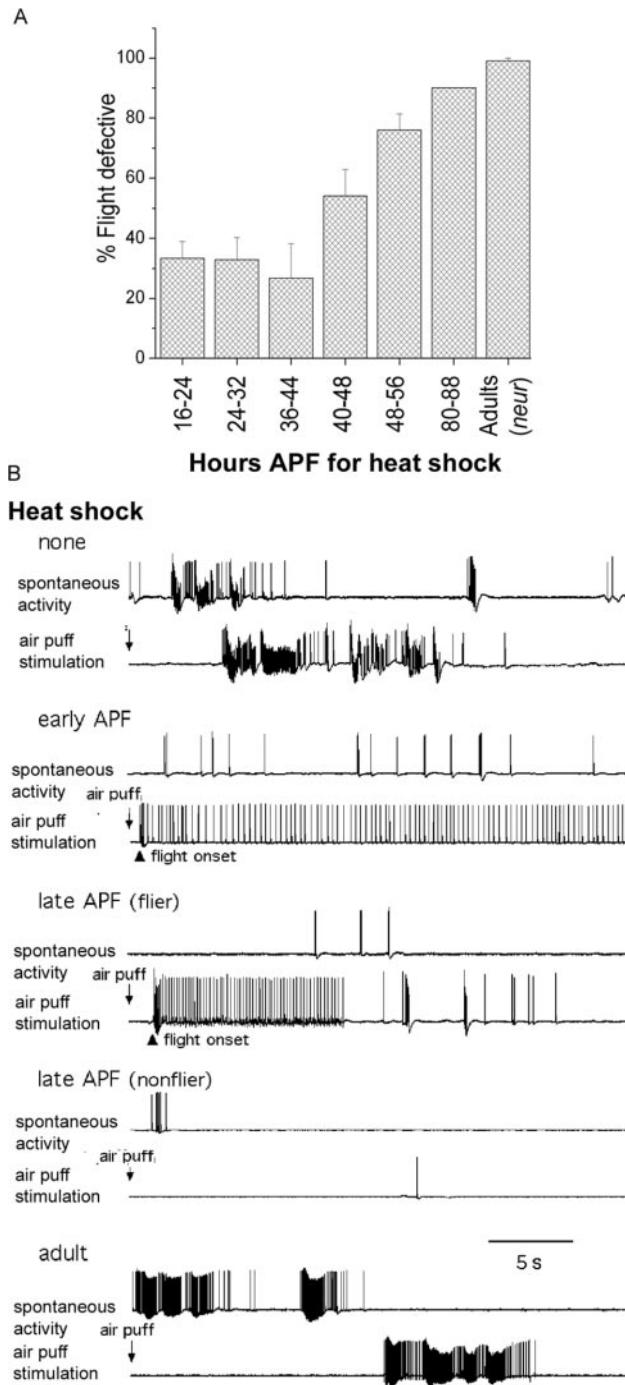 A
% Flight defective
100
80
60
40
20
0
16-24
24-32
36-44
40-48
48-56
80-88
Adults
(neur)
Hours APF for heat shock
B
Heat shock
none
spontaneous
activity
air puff
stimulation
early APF
spontaneous
activity
air puff
air puff
stimulation
flight onset
late APF (flier)
spontaneous
activity
air puff
air puff
stimulation
flight onset
late APF (nonflier)
spontaneous
activity
air puff
air puff
stimulation
adult
5 s
spontaneous
activity
air puff
air puff
stimulation